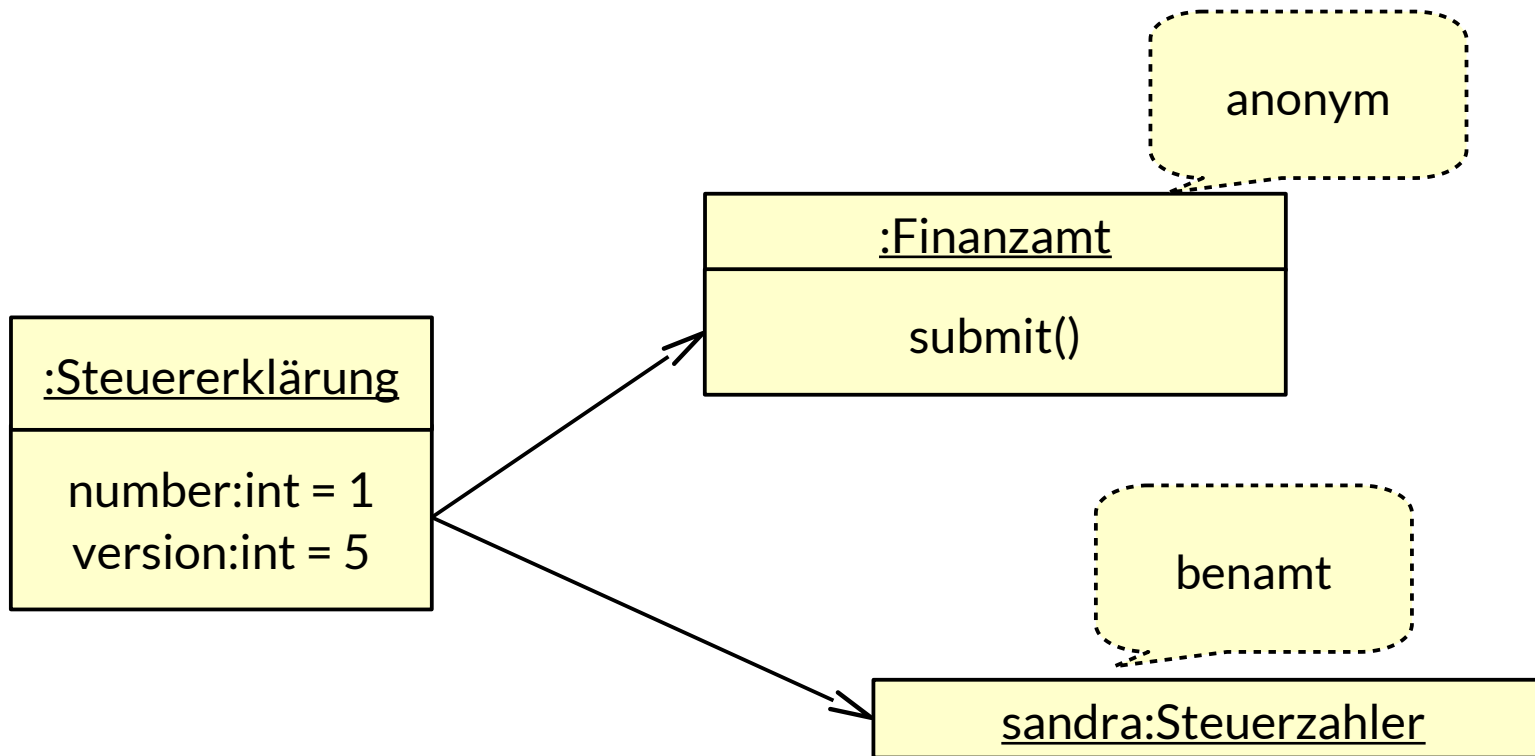 anonym
:Finanzamt
submit()
:Steuererklärung
number:int = 1
version:int = 5
benamt
sandra:Steuerzahler